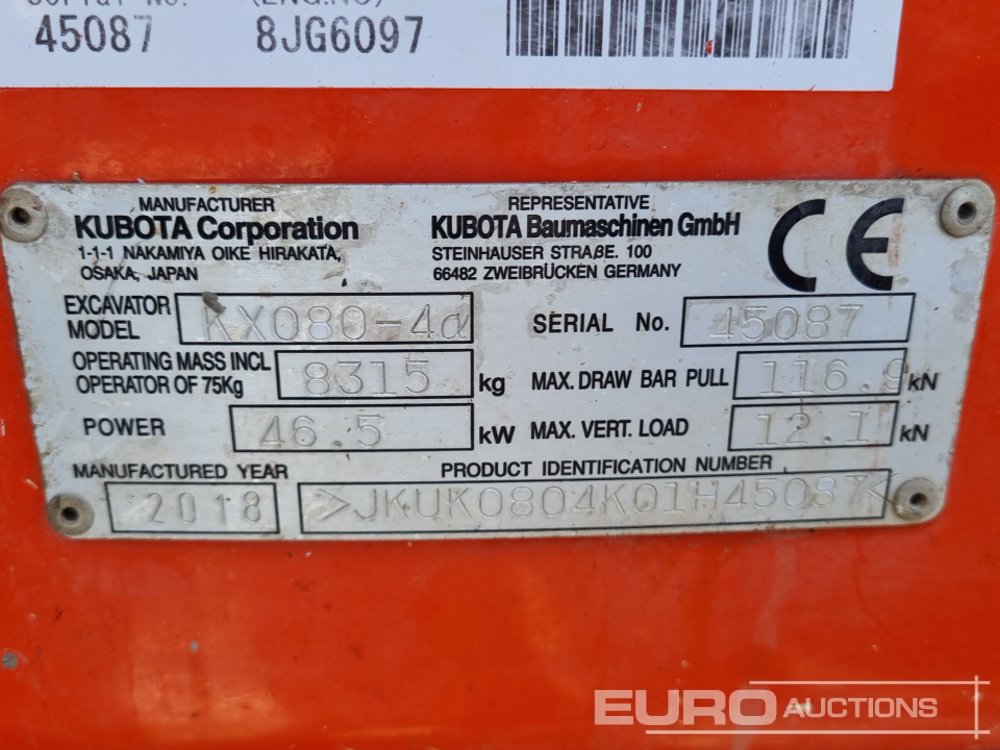 45087 8JG6097
MANUFACTURER
KUBOTA Corporation
1-1-1 NAKAMIYA OIKE HIRAKATA,
OSAKA, JAPAN
REPRESENTATIVE
KUBOTA Baumaschinen GmbH
STEINHAUSER STRAßE. 100
66482 ZWEIBRÜCKEN GERMANY
CE
EXCAVATOR MODEL KX080-4α
SERIAL No. 45087
OPERATING MASS INCL OPERATOR OF 75Kg 8315 kg
MAX. DRAW BAR PULL 116.9 kN
POWER 46.5 kW
MAX. VERT. LOAD 12.1 kN
MANUFACTURED YEAR
2018
PRODUCT IDENTIFICATION NUMBER
>JKUK0804K01H45087<
EURO AUCTIONS